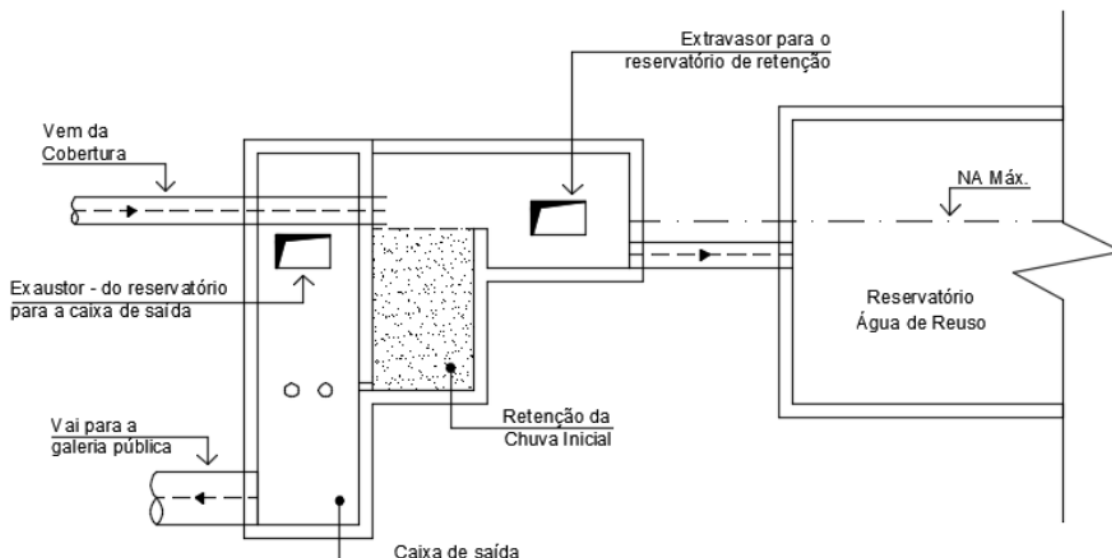 Extravasor para o
reservatório de retenção
Vem da
Cobertura
NA Máx.
Exaustor - do reservatório
para a caixa de saída
Reservatório
Água de Reuso
Retenção da
Chuva Inicial
Vai para a
galeria pública
Caixa de saída